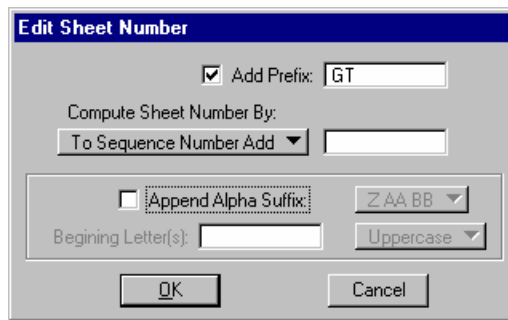 Edit Sheet Number
Add Prefix: GT
Compute Sheet Number By:
To Sequence Number Add
Append Alpha Suffix: Z AA BB
Begining Letter(s): Uppercase
OK Cancel